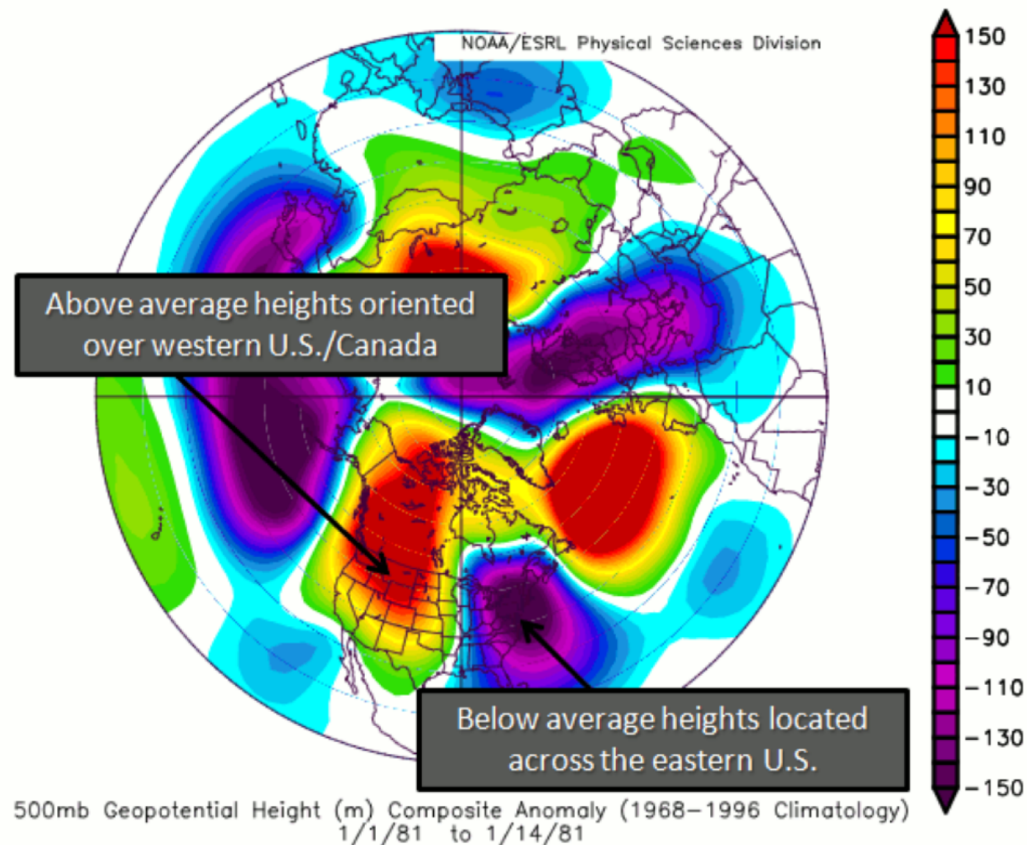 NOAA/ESRL Physical Sciences Division
150
130
110
90
70
50
30
10
-10
-30
-50
-70
-90
-110
-130
-150
Above average heights oriented
over western U.S./Canada
Below average heights located
across the eastern U.S.
500mb Geopotential Height (m) Composite Anomaly (1968-1996 Climatology)
1/1/81 to 1/14/81